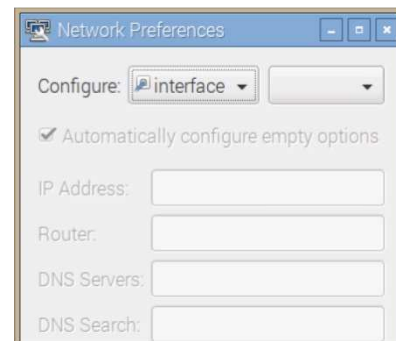 Network Preferences
Configure: interface
Automatically configure empty options
IP Address:
Router:
DNS Servers:
DNS Search: